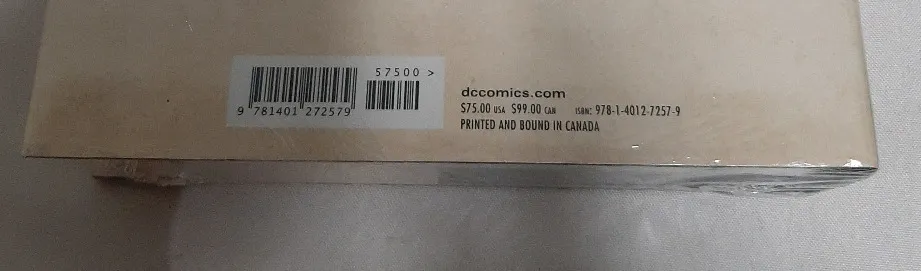 57500 >
9 781401 272579
dccomics.com
$75.00 USA $99.00 CAN ISBN: 978-1-4012-7257-9
PRINTED AND BOUND IN CANADA